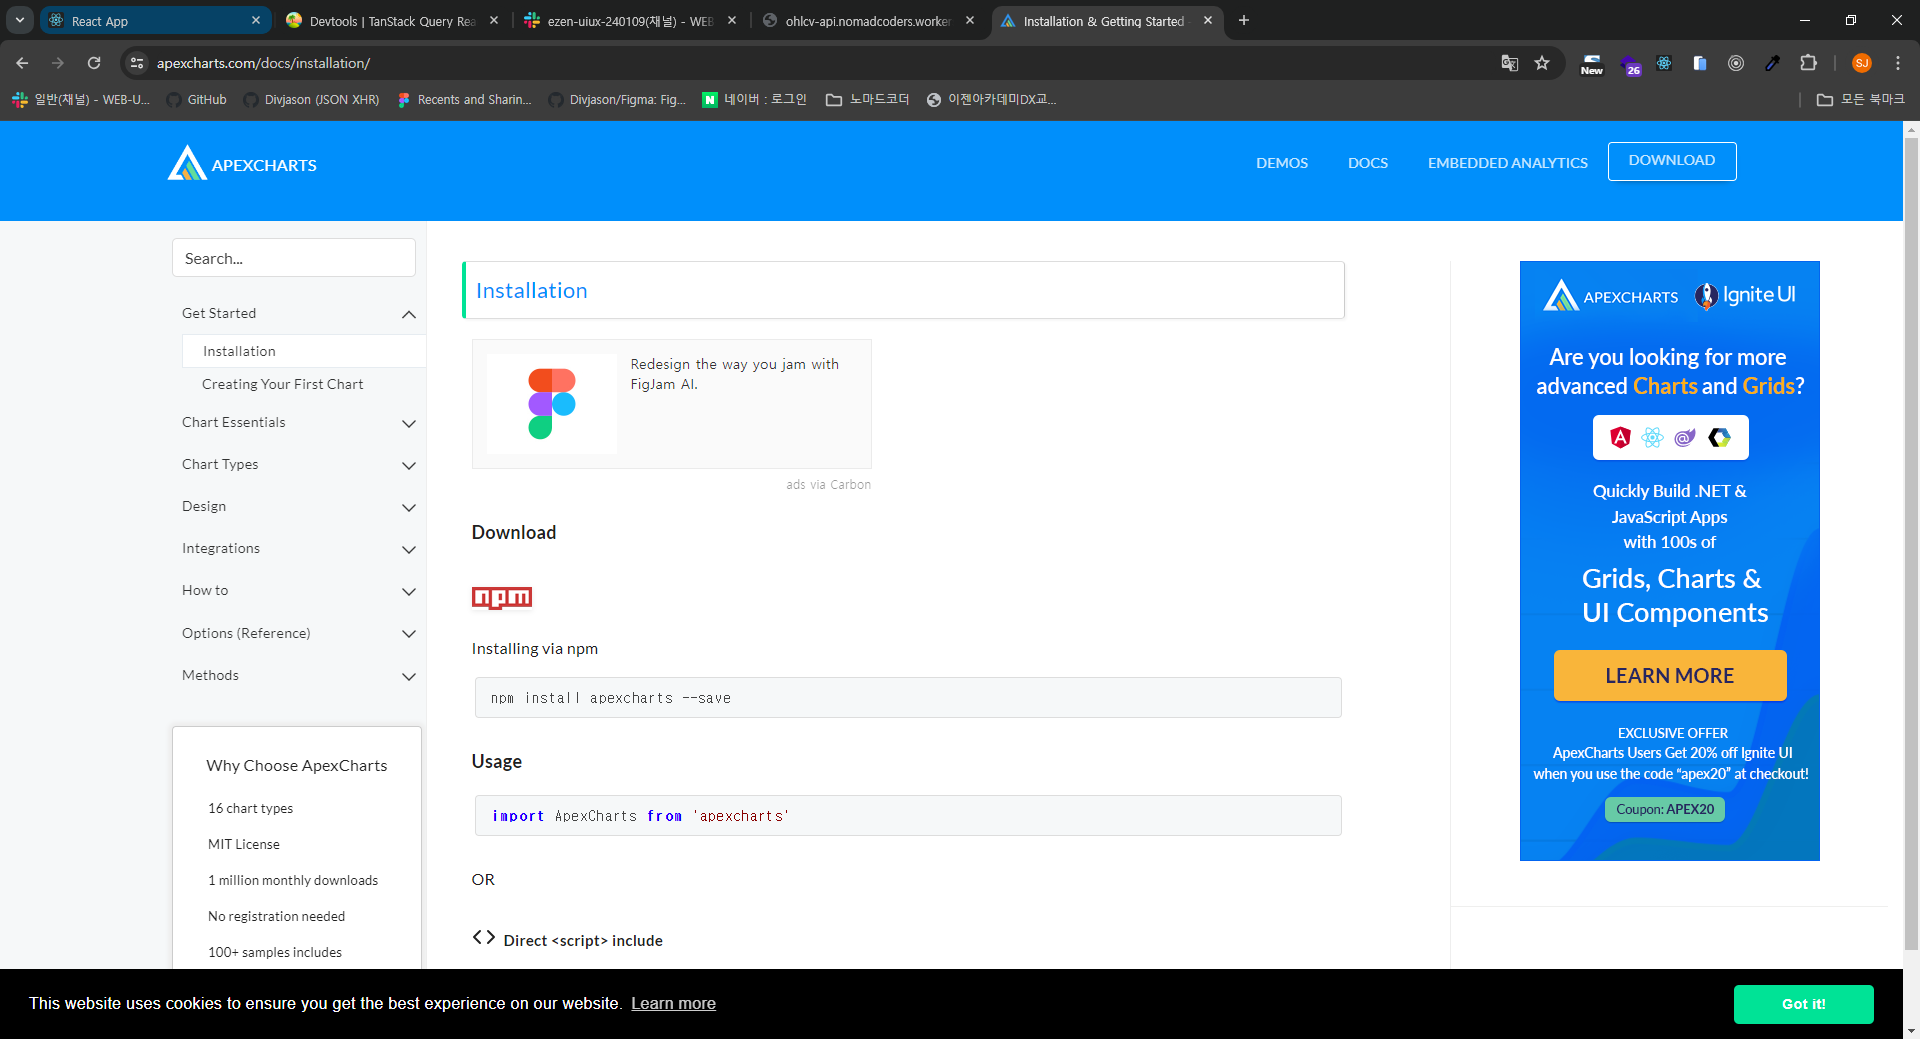 React App
Devtools | TanStack Query Rea
ezen-uiux-240109(채널) - WEB
ohlcv-api.nomadcoders.worker
Installation & Getting Started
apexcharts.com/docs/installation/
New
26
SJ
일반(채널) - WEB-U...
GitHub
Divjason (JSON XHR)
Recents and Sharin...
Divjason/Figma: Fig...
N
네이버 : 로그인
노마드코더
이젠아카데미DX교...
모든 북마크
APEXCHARTS
DEMOS
DOCS
EMBEDDED ANALYTICS
DOWNLOAD
Search...
Get Started
Installation
Creating Your First Chart
Chart Essentials
Chart Types
Design
Integrations
How to
Options (Reference)
Methods
Why Choose ApexCharts
16 chart types
MIT License
1 million monthly downloads
No registration needed
100+ samples includes
Installation
Redesign the way you jam with
FigJam AI.
ads via Carbon
Download
npm
Installing via npm
npm install apexcharts --save
Usage
import ApexCharts from 'apexcharts'
OR
Direct <script> include
APEXCHARTS
Ignite UI
Are you looking for more
advanced Charts and Grids?
Quickly Build .NET &
JavaScript Apps
with 100s of
Grids, Charts &
UI Components
LEARN MORE
EXCLUSIVE OFFER
ApexCharts Users Get 20% off Ignite UI
when you use the code “apex20” at checkout!
Coupon: APEX20
This website uses cookies to ensure you get the best experience on our website. Learn more
Got it!